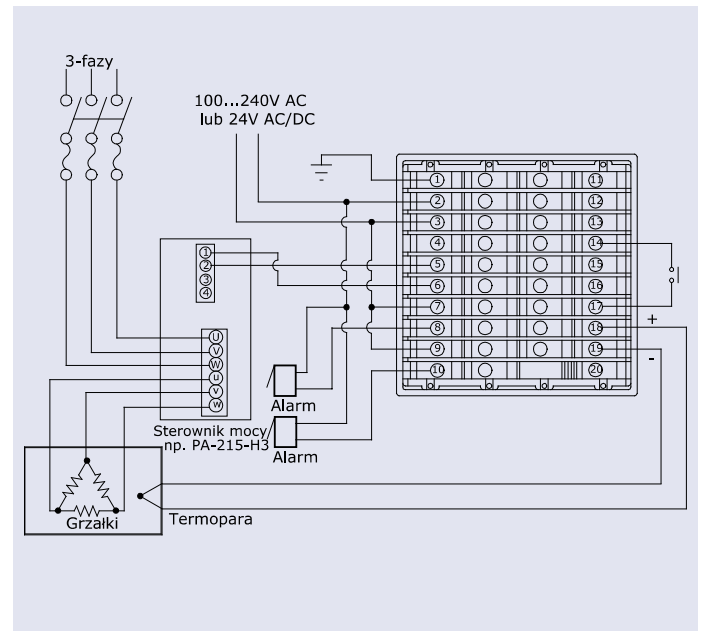 3-fazy
100...240V AC
lub 24V AC/DC
1
2
3
4
5
6
7
8
9
10
11
12
13
14
15
16
17
18
19
20
+
-
1
2
3
4
U
V
W
u
v
w
Alarm
Alarm
Sterownik mocy
np. PA-215-H3
Grzałki
Termopara